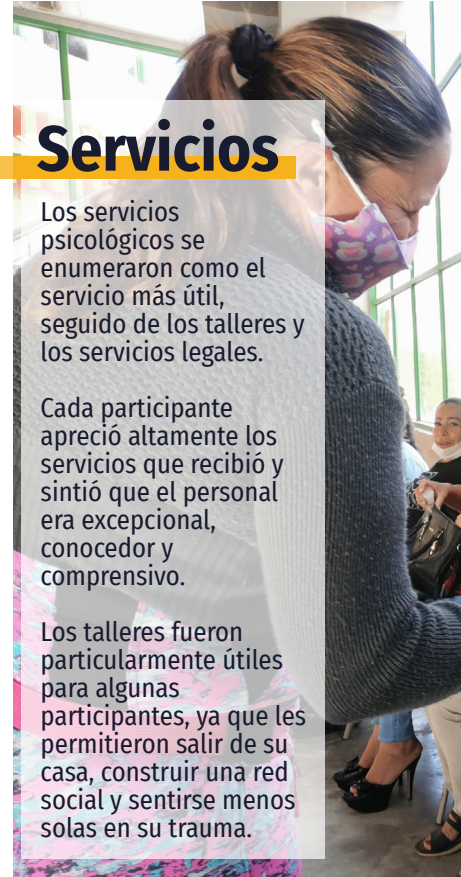 Servicios
Los servicios
psicológicos se
enumeraron como el
servicio más útil,
seguido de los talleres y
los servicios legales.
Cada participante
apreció altamente los
servicios que recibió y
sintió que el personal
era excepcional,
conocedor y
comprensivo.
Los talleres fueron
particularmente útiles
para algunas
participantes, ya que les
permitieron salir de su
casa, construir una red
social y sentirse menos
solas en su trauma.